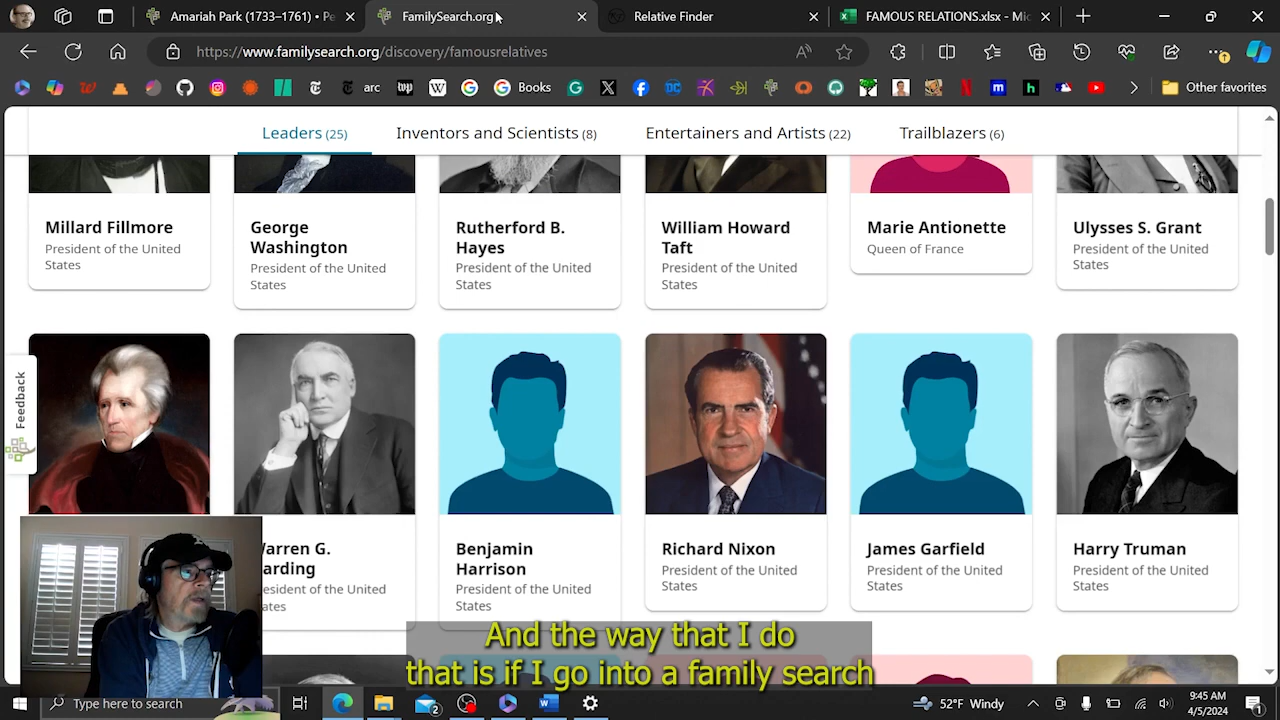 Amariah Park (1733–1761) • Pe
FamilySearch.org
Relative Finder
FAMOUS RELATIONS.xlsx - Mic
https://www.familysearch.org/discovery/famousrelatives
arc
Books
Other favorites
Leaders (25)
Inventors and Scientists (8)
Entertainers and Artists (22)
Trailblazers (6)
Millard Fillmore
President of the United
States
George
Washington
President of the United
States
Rutherford B.
Hayes
President of the United
States
William Howard
Taft
President of the United
States
Marie Antionette
Queen of France
Ulysses S. Grant
President of the United
States
Feedback
arren G.
arding
esident of the United
ates
Benjamin
Harrison
President of the United
States
Richard Nixon
President of the United
States
James Garfield
President of the United
States
Harry Truman
President of the United
States
And the way that I do
that is if I go into a family search
Type here to search
52°F Windy
9:45 AM
4/5/2024